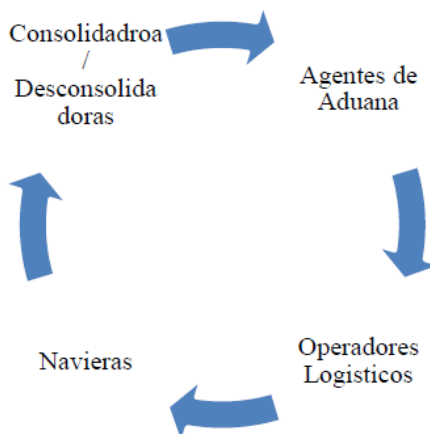 Consolidadroa
/
Desconsolida
doras
Agentes de
Aduana
Operadores
Logisticos
Navieras